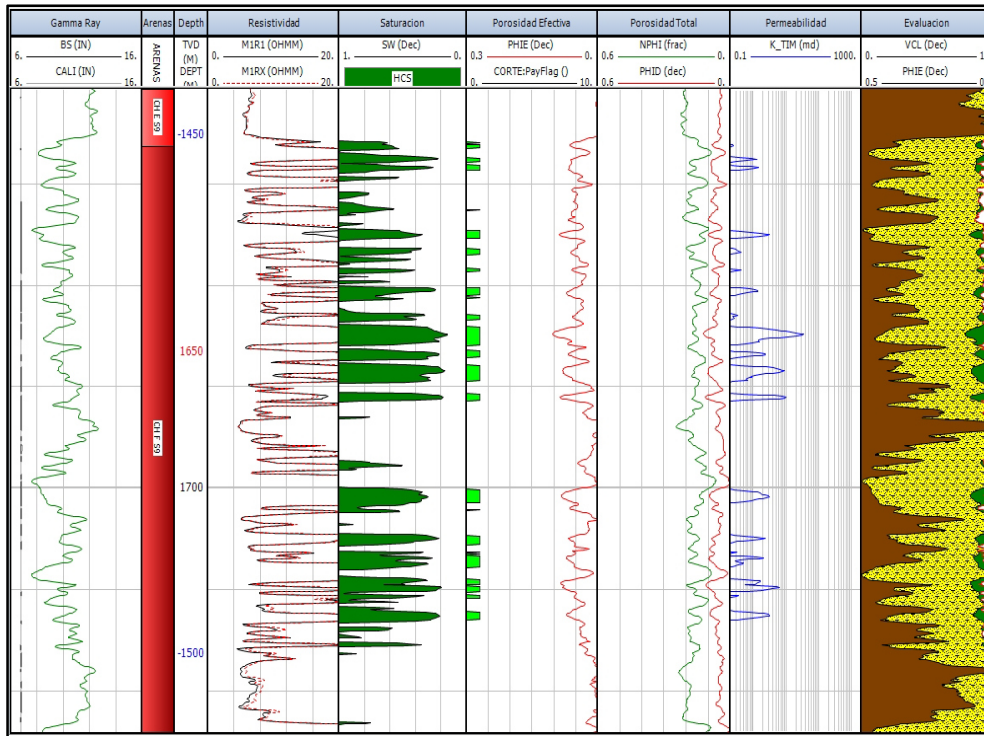 Gamma Ray Arenas Depth Resistividad Saturacion Porosidad Efectiva Porosidad Total Permeabilidad Evaluacion
BS (IN)
6. 16.
CALI (IN)
6. 16.
ARENAS
TVD
(M)
DEPT
(M)
M1R1 (OHMM)
0. 20.
M1RX (OHMM)
0. 20.
SW (Dec)
1. 0.
HCS
PHIE (Dec)
0.3 0.
CORTE:PayFlag ()
0. 10.
NPHI (frac)
0.6 0.
PHID (dec)
0.6 0.
K_TIM (md)
0.1 1000.
VCL (Dec)
0. 1.
PHIE (Dec)
0.5 0.
CH E S9
-1450
1650
CH F S9
1700
-1500